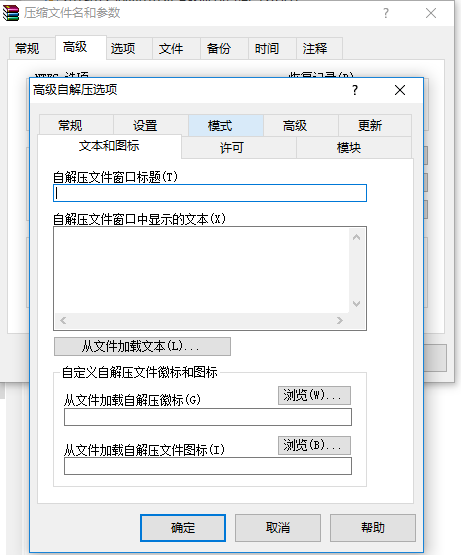 压缩文件名和参数
常规 高级 选项 文件 备份 时间 注释
高级自解压选项
常规 设置 模式 高级 更新
文本和图标 许可 模块
自解压文件窗口标题(T)
自解压文件窗口中显示的文本(X)
从文件加载文本(L)...
自定义自解压文件徽标和图标
从文件加载自解压徽标(G)
浏览(W)...
从文件加载自解压文件图标(I)
浏览(B)...
确定 取消 帮助